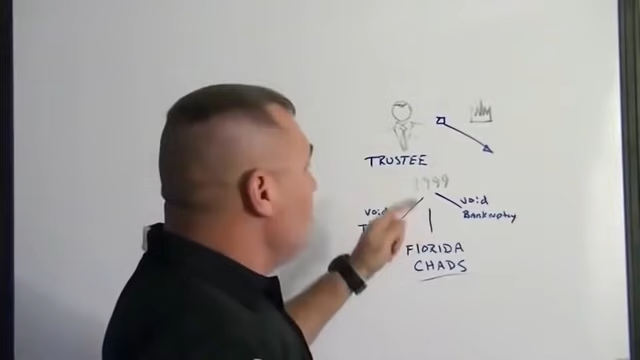 TRUSTEE
1999
void
void
Bankruptcy
T
FLORIDA
CHADS